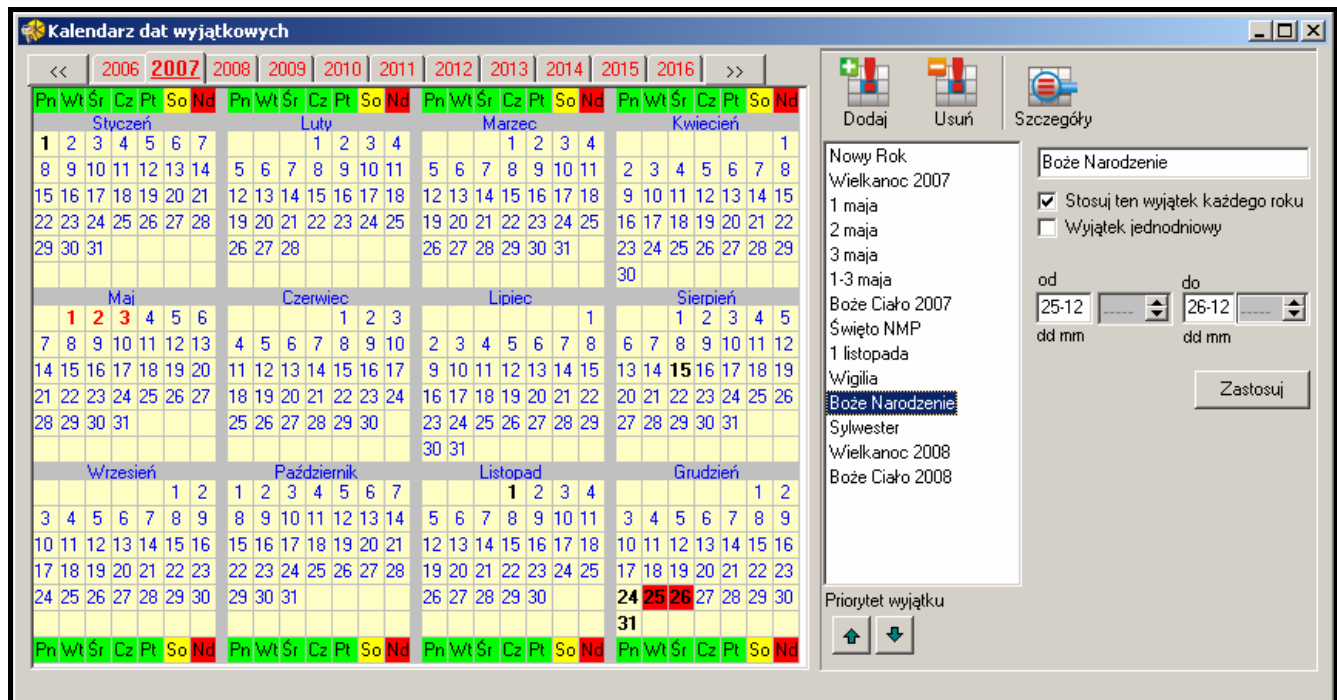 Kalendarz dat wyjątkowych
<< 2006 2007 2008 2009 2010 2011 2012 2013 2014 2015 2016 >>
Pn Wt Śr Cz Pt So Nd Pn Wt Śr Cz Pt So Nd Pn Wt Śr Cz Pt So Nd Pn Wt Śr Cz Pt So Nd
Styczeń Luty Marzec Kwiecień
1 2 3 4 5 6 7 1 2 3 4 1 2 3 4 1
8 9 10 11 12 13 14 5 6 7 8 9 10 11 5 6 7 8 9 10 11 2 3 4 5 6 7 8
15 16 17 18 19 20 21 12 13 14 15 16 17 18 12 13 14 15 16 17 18 9 10 11 12 13 14 15
22 23 24 25 26 27 28 19 20 21 22 23 24 25 19 20 21 22 23 24 25 16 17 18 19 20 21 22
29 30 31 26 27 28 26 27 28 29 30 31 23 24 25 26 27 28 29
30
Maj Czerwiec Lipiec Sierpień
1 2 3 4 5 6 1 2 3 1 1 2 3 4 5
7 8 9 10 11 12 13 4 5 6 7 8 9 10 2 3 4 5 6 7 8 6 7 8 9 10 11 12
14 15 16 17 18 19 20 11 12 13 14 15 16 17 9 10 11 12 13 14 15 13 14 15 16 17 18 19
21 22 23 24 25 26 27 18 19 20 21 22 23 24 16 17 18 19 20 21 22 20 21 22 23 24 25 26
28 29 30 31 25 26 27 28 29 30 23 24 25 26 27 28 29 27 28 29 30 31
30 31
Wrzesień Październik Listopad Grudzień
1 2 1 2 3 4 5 6 7 1 2 3 4 1 2
3 4 5 6 7 8 9 8 9 10 11 12 13 14 5 6 7 8 9 10 11 3 4 5 6 7 8 9
10 11 12 13 14 15 16 15 16 17 18 19 20 21 12 13 14 15 16 17 18 10 11 12 13 14 15 16
17 18 19 20 21 22 23 22 23 24 25 26 27 28 19 20 21 22 23 24 25 17 18 19 20 21 22 23
24 25 26 27 28 29 30 29 30 31 26 27 28 29 30 24 25 26 27 28 29 30
31
Pn Wt Śr Cz Pt So Nd Pn Wt Śr Cz Pt So Nd Pn Wt Śr Cz Pt So Nd Pn Wt Śr Cz Pt So Nd
Dodaj Usuń Szczegóły
Nowy Rok
Wielkanoc 2007
1 maja
2 maja
3 maja
1-3 maja
Boże Ciało 2007
Święto NMP
1 listopada
Wigilia
Boże Narodzenie
Sylwester
Wielkanoc 2008
Boże Ciało 2008
Priorytet wyjątku
Boże Narodzenie
Stosuj ten wyjątek każdego roku
Wyjątek jednodniowy
od do
25-12 ----- 26-12 -----
dd mm dd mm
Zastosuj